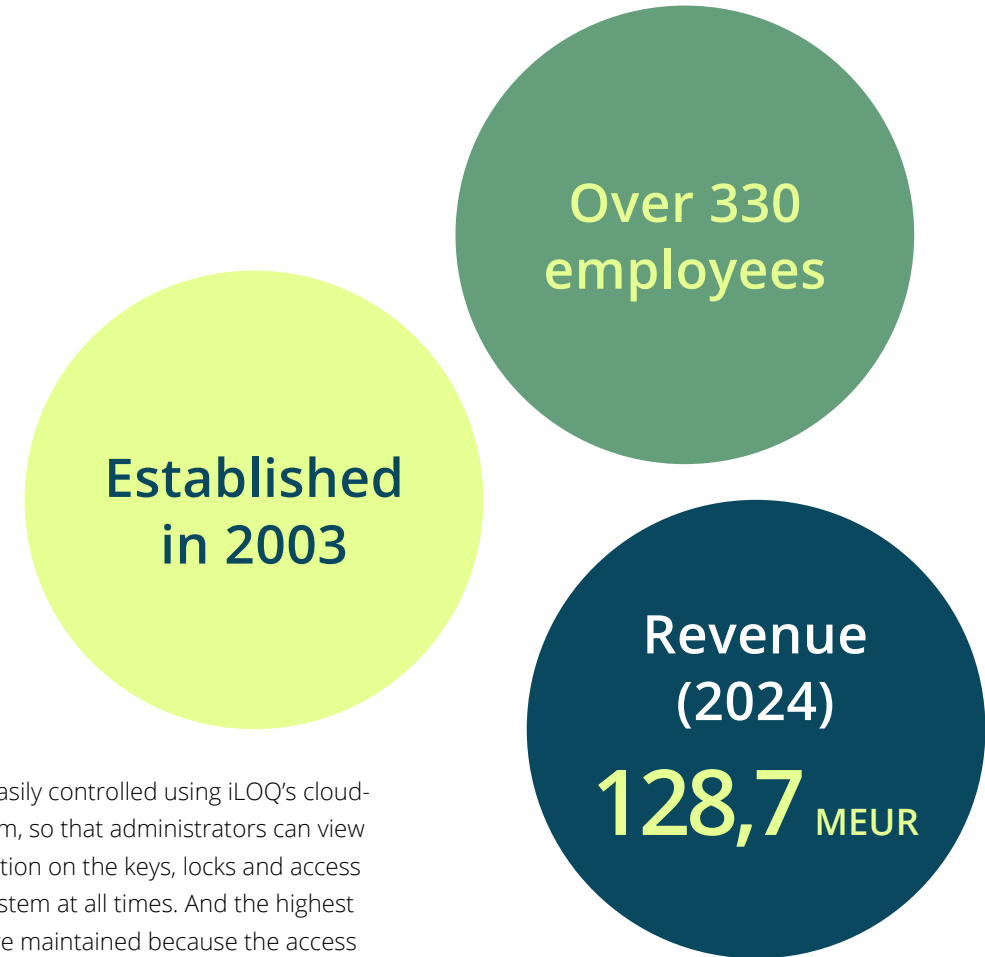 Over 330
employees
Established
in 2003
Revenue
(2024)
128,7 MEUR
asily controlled using iLOQ’s cloud-
m, so that administrators can view
tion on the keys, locks and access
stem at all times. And the highest
e maintained because the access